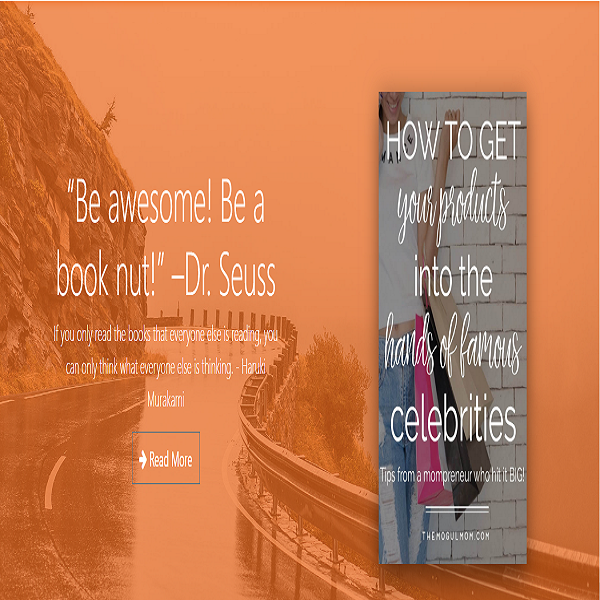 “Be awesome! Be a
book nut!” –Dr. Seuss
If you only read the books that everyone else is reading, you
can only think what everyone else is thinking. - Haruki
Murakami
Read More
HOW TO GET
your products
into the
hands of famous
celebrities
Tips from a mompreneur who hit it BIG!
THEMOGULMOM.COM